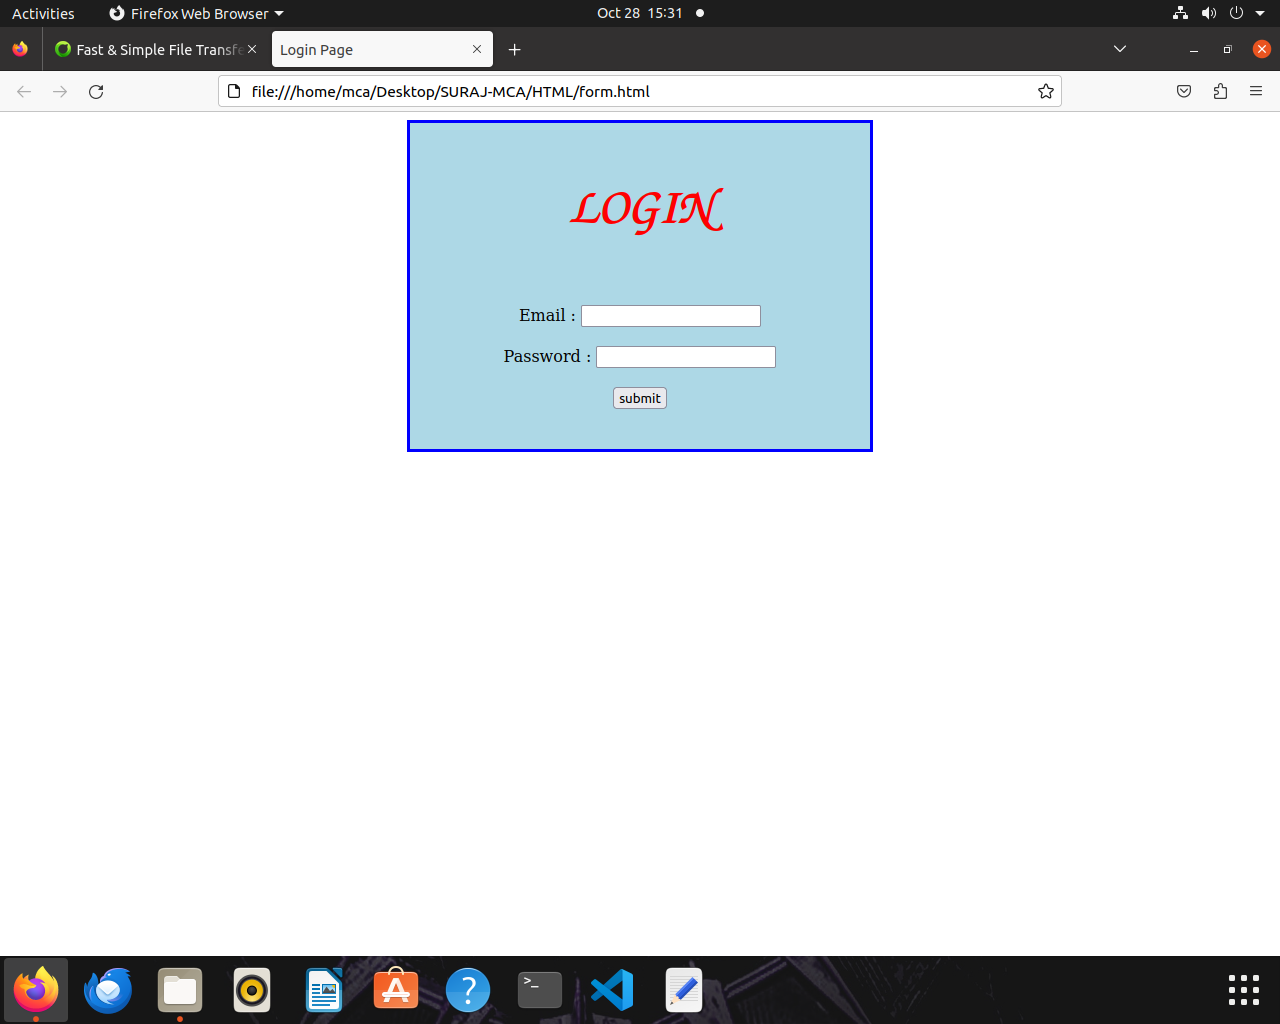 Activities
Firefox Web Browser
Oct 28 15:31
Fast & Simple File Transfe
Login Page
file:///home/mca/Desktop/SURAJ-MCA/HTML/form.html
LOGIN
Email :
Password :
submit